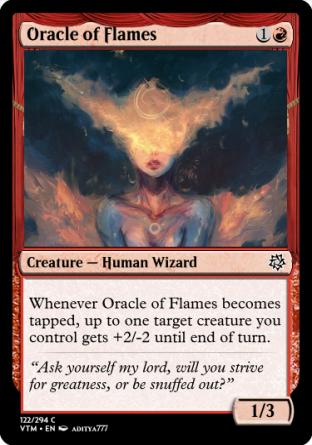 Oracle of Flames 1
Creature — Human Wizard
Whenever Oracle of Flames becomes
tapped, up to one target creature you
control gets +2/-2 until end of turn.
“Ask yourself my lord, will you strive
for greatness, or be snuffed out?”
122/294 C
VTM • EN ADITYA777
1/3